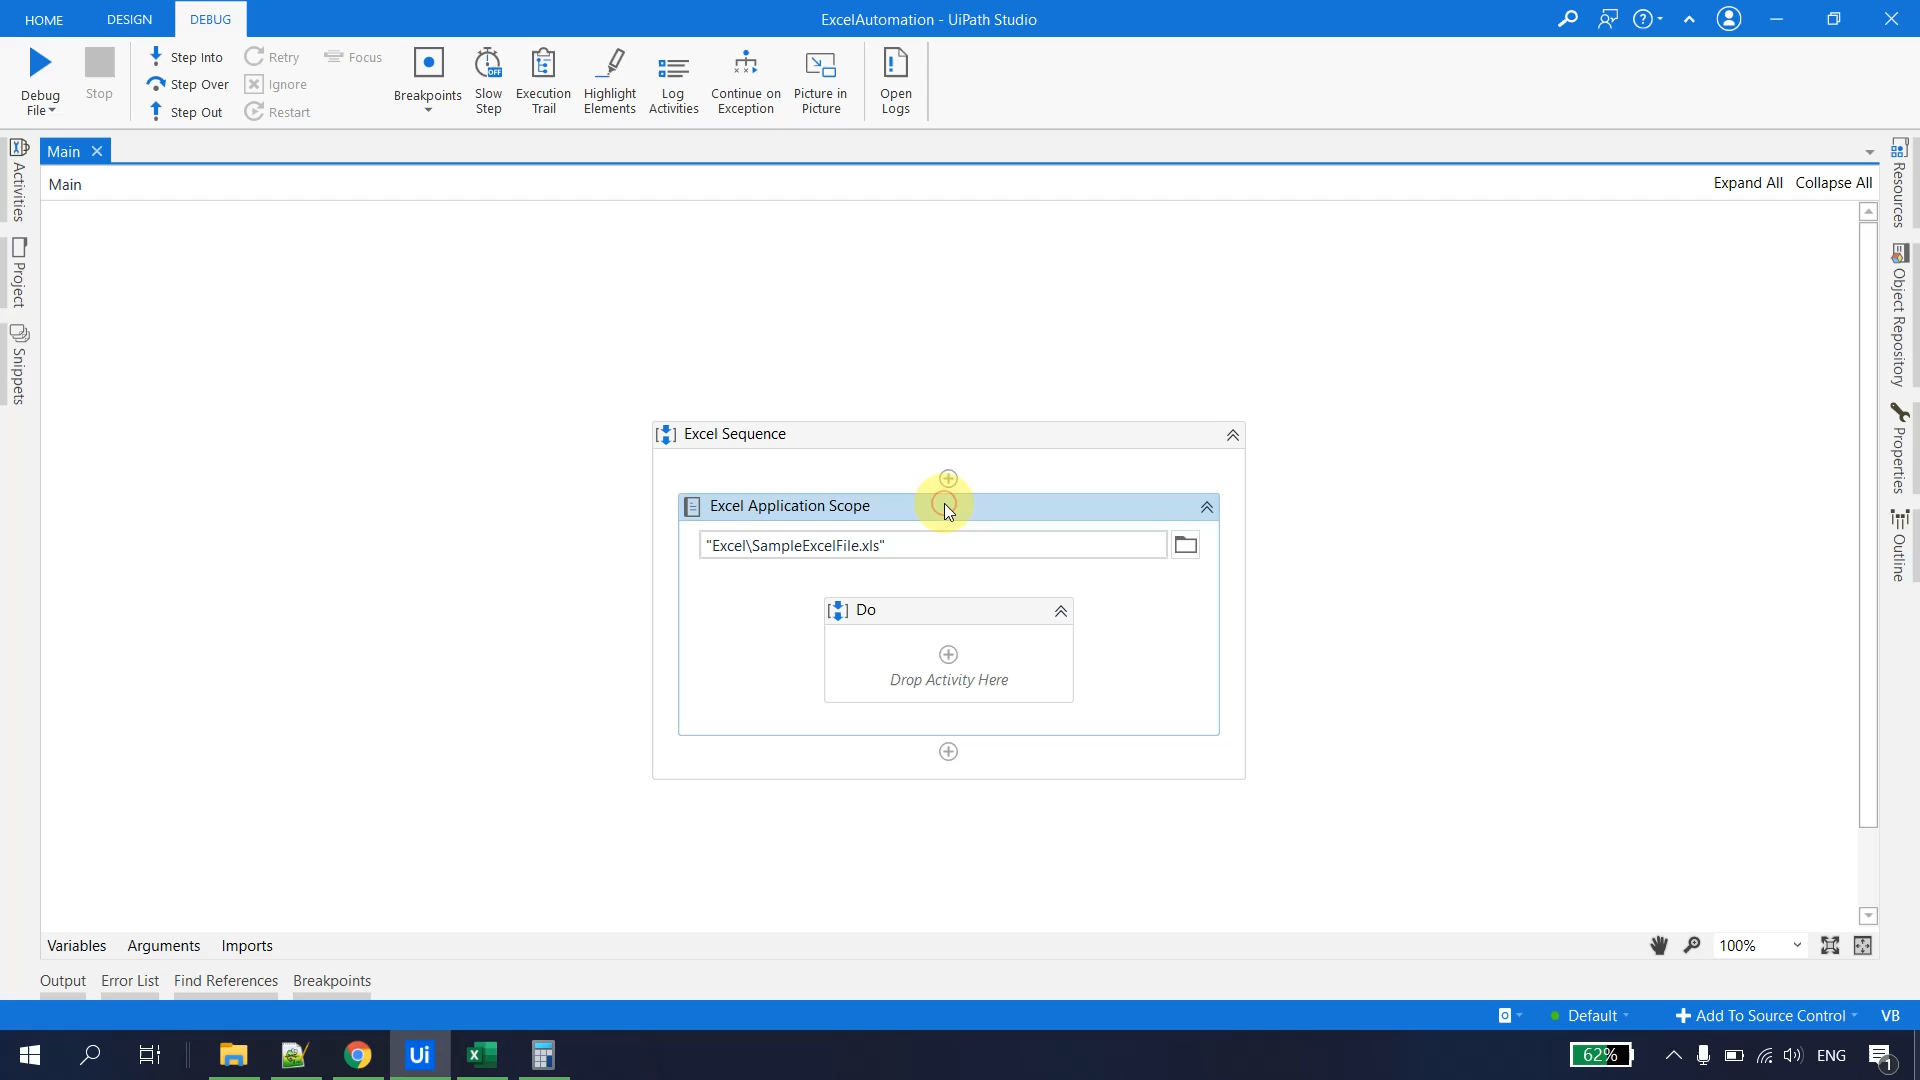 HOME DESIGN DEBUG ExcelAutomation - UiPath Studio
Debug File Stop
Step Into Retry Focus
Step Over Ignore
Step Out Restart
Breakpoints
Slow Step
OFF
Execution Trail
Highlight Elements
Log Activities
Continue on Exception
Picture in Picture
Open Logs
Main
Main Expand All Collapse All
Activities
Project
Snippets
Resources
Object Repository
Properties
Outline
Excel Sequence
Excel Application Scope
"Excel\SampleExcelFile.xls"
Do
Drop Activity Here
Variables Arguments Imports 100%
Output Error List Find References Breakpoints
Default Add To Source Control VB
Ui 62% ENG 1